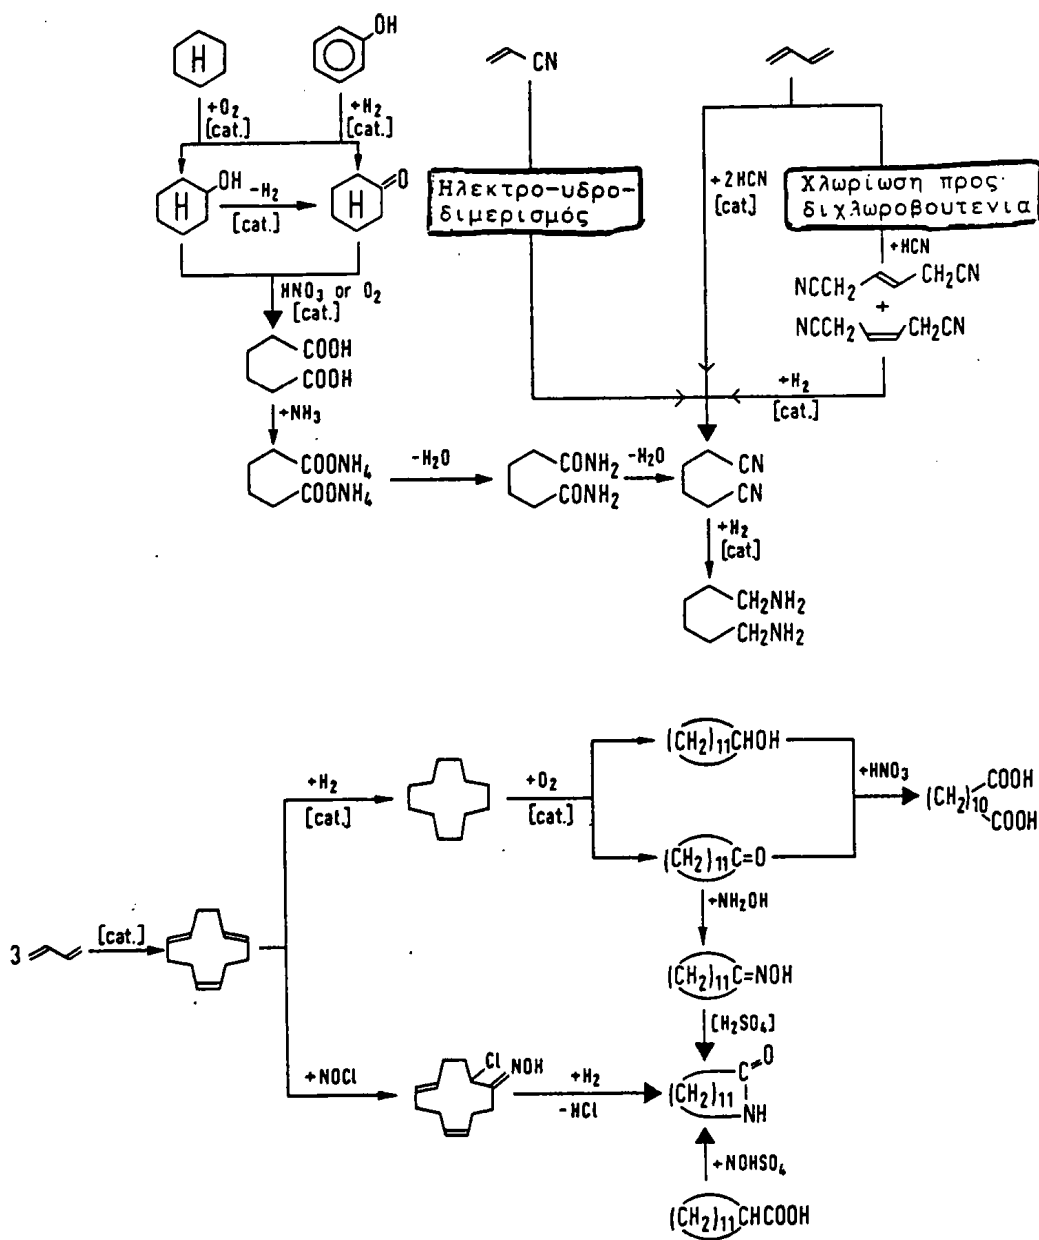 H
OH
CN
+O2
[cat.]
+H2
[cat.]
OH
H
-H2
[cat.]
O
H
Ηλεκτρο-υδρο-
διμερισμός
+2HCN
[cat]
Χλωρίωση προς
διχλωροβουτενια
+HCN
NCCH2 CH2CN
+
NCCH2 CH2CN
HNO3 or O2
[cat.]
COOH
COOH
+H2
[cat.]
+NH3
COONH4
COONH4
-H2O
CONH2
CONH2
-H2O
CN
CN
+H2
[cat]
CH2NH2
CH2NH2
+H2
[cat.]
+O2
[cat.]
(CH2)11CHOH
+HNO3
(CH2)10
COOH
COOH
(CH2)11C=O
+NH2OH
3
[cat.]
(CH2)11C=NOH
[H2SO4]
+NOCl
Cl
NOH
+H2
-HCl
C=O
(CH2)11
NH
+NOHSO4
(CH2)11CHCOOH